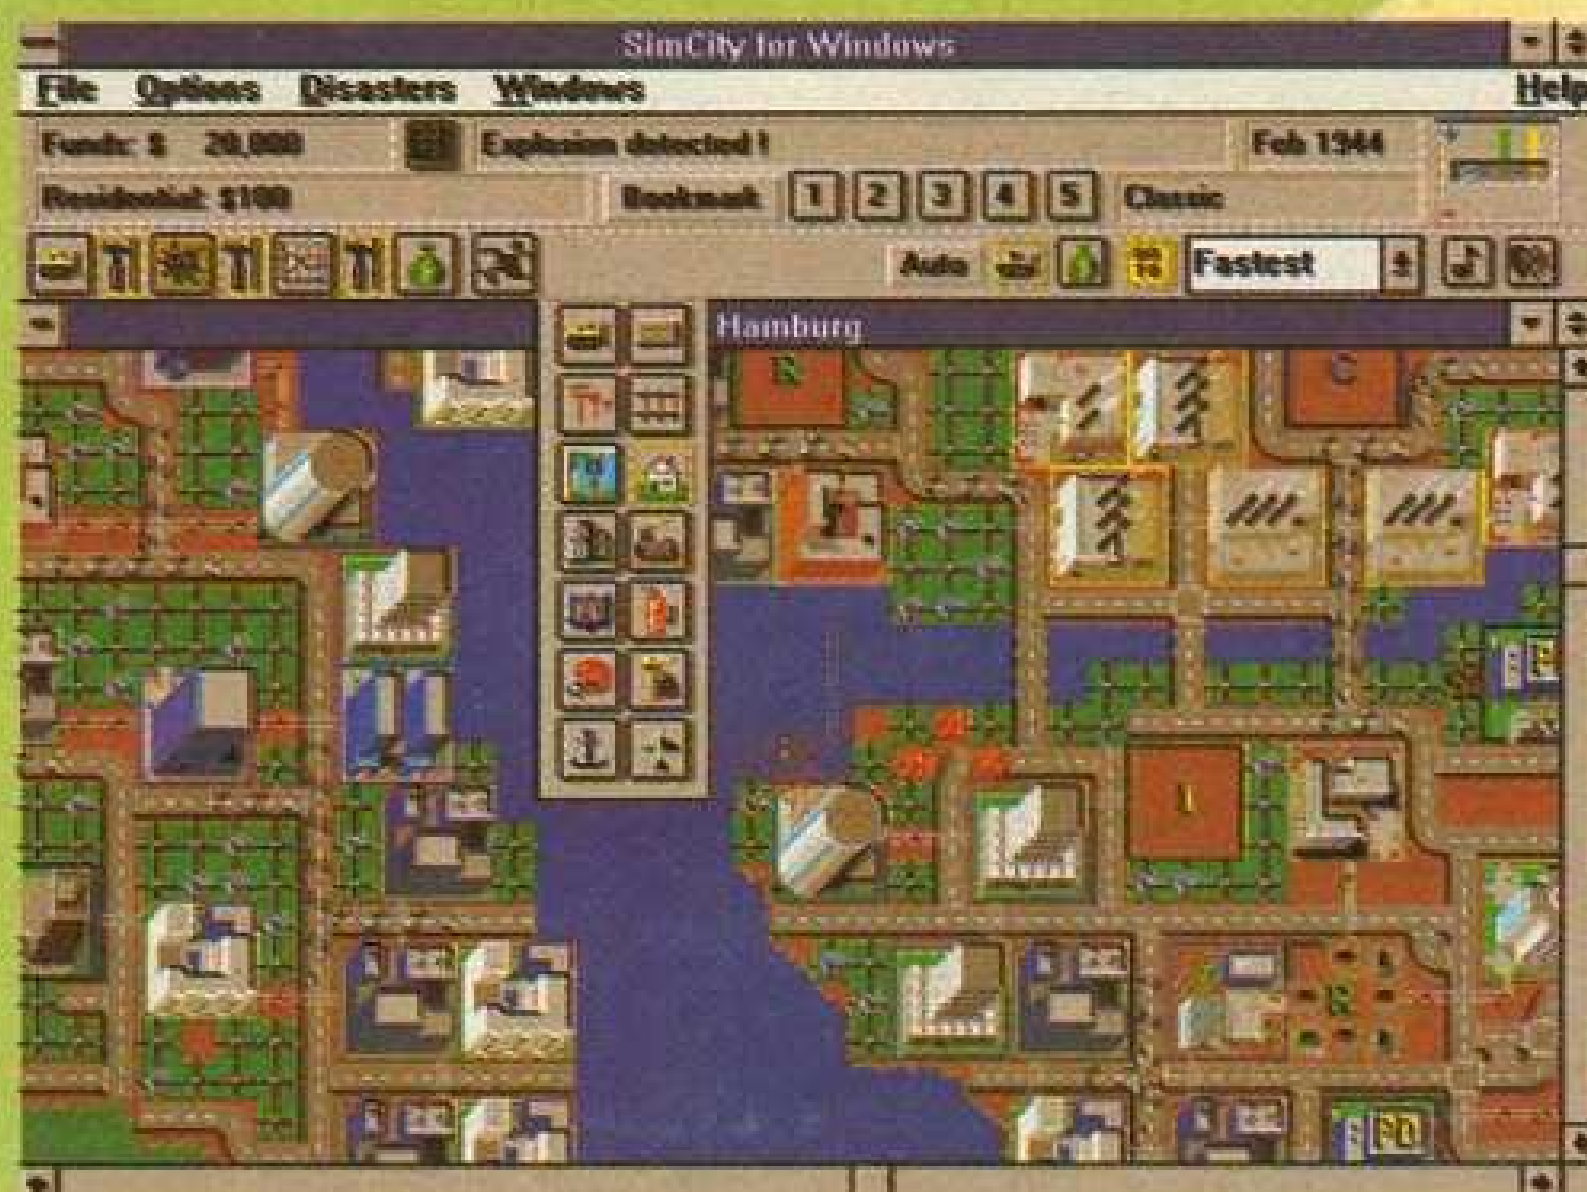 SimCity for Windows
File Options Disasters Windows Help
Funds: $ 20,000 Explosion detected ! Feb 1944
Residential: $100 Bookmark 1 2 3 4 5 Classic
Auto Fastest
Hamburg
R C
I
R
PD